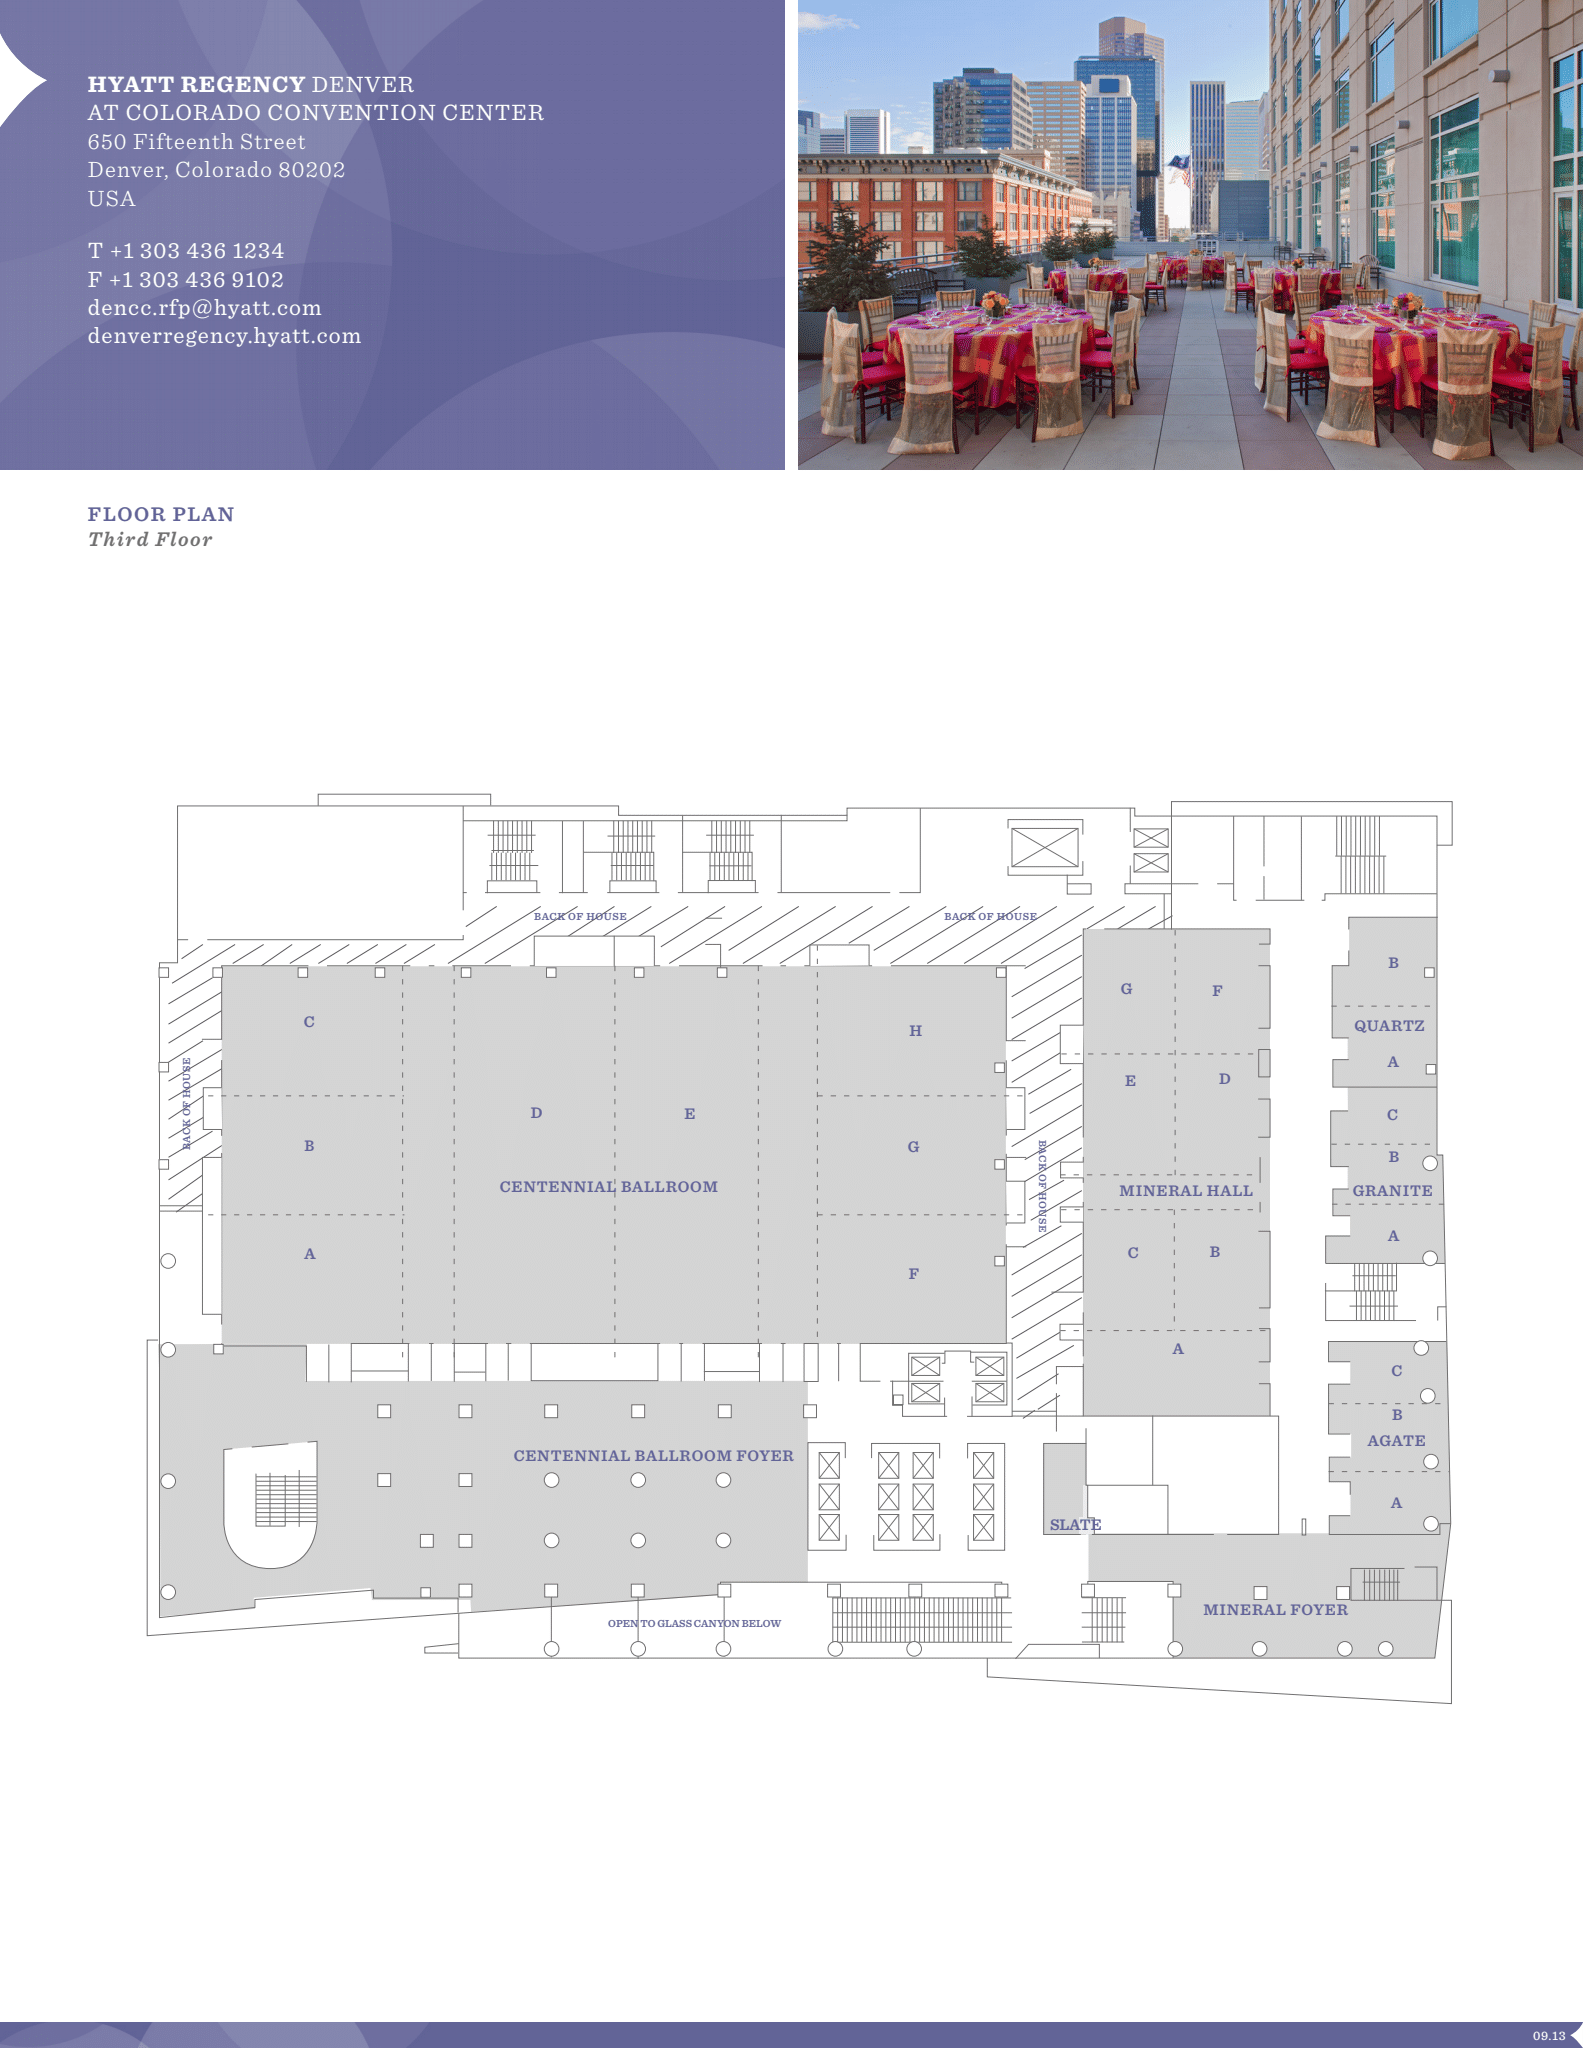 HYATT REGENCY DENVER
AT COLORADO CONVENTION CENTER
650 Fifteenth Street
Denver, Colorado 80202
USA
T +1 303 436 1234
F +1 303 436 9102
dencc.rfp@hyatt.com
denverregency.hyatt.com
FLOOR PLAN
Third Floor
BACK OF HOUSE
BACK OF HOUSE
BACK OF HOUSE
BACK OF HOUSE
C
B
A
D
E
H
G
F
CENTENNIAL BALLROOM
G
F
E
D
MINERAL HALL
C
B
A
B
QUARTZ
A
C
B
GRANITE
A
C
B
AGATE
A
CENTENNIAL BALLROOM FOYER
SLATE
MINERAL FOYER
OPEN TO GLASS CANYON BELOW
09.13